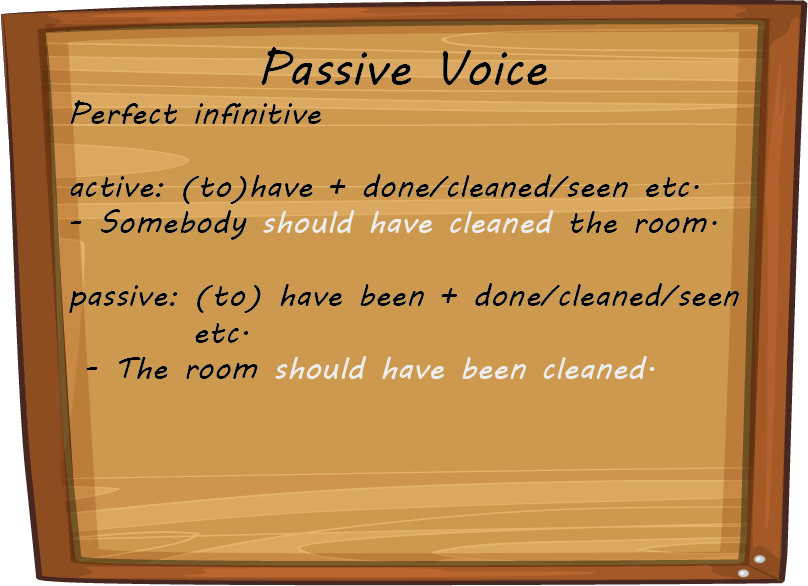 Passive Voice
Perfect infinitive
active: (to)have + done/cleaned/seen etc.
- Somebody should have cleaned the room.
passive: (to) have been + done/cleaned/seen
etc.
- The room should have been cleaned.